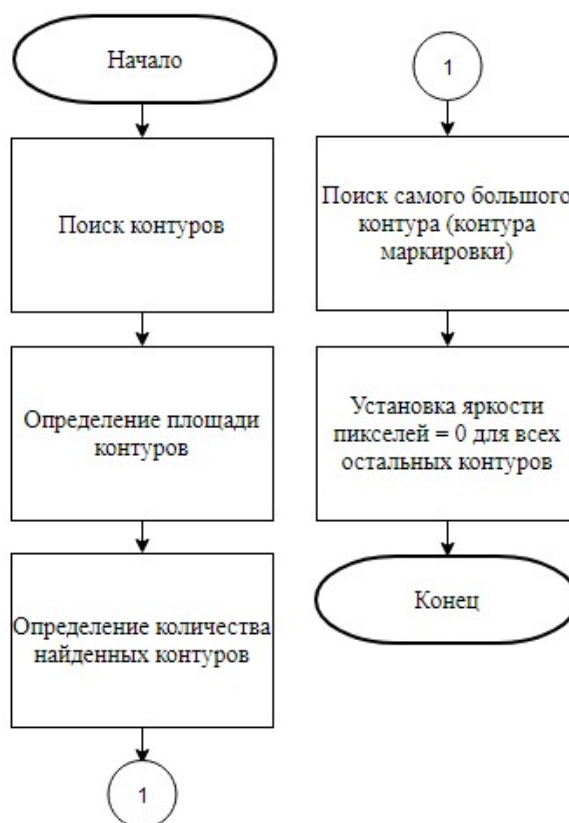 Начало
Поиск контуров
Определение площади
контуров
Определение количества
найденных контуров
1
1
Поиск самого большого
контура (контура
маркировки)
Установка яркости
пикселей = 0 для всех
остальных контуров
Конец